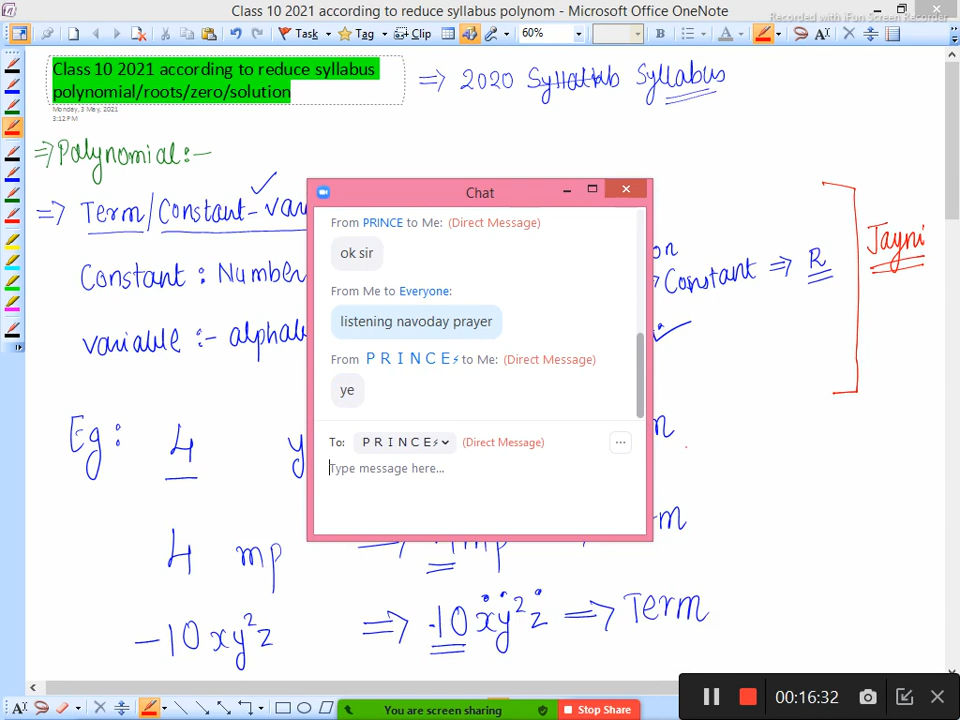 Class 10 2021 according to reduce syllabus polynom - Microsoft Office OneNote
Recorded with iFun Screen Recorder
Task
Tag
Clip
60%
B
A
Class 10 2021 according to reduce syllabus
polynomial/roots/zero/solution
Monday, 3 May, 2021
3:12 PM
⇒ 2020 Syllabus
⇒ Polynomial :-
⇒ Term/Constant-vari
Constant : Number
on
Constant ⇒ R
Jayni
variable :- alphab
Chat
From PRINCE to Me: (Direct Message)
ok sir
From Me to Everyone:
listening navoday prayer
From P R I N C E⚡ to Me: (Direct Message)
ye
To: P R I N C E⚡ (Direct Message)
Type message here...
Eg : 4 y
4 mp ⇒ 4mp
-10xy²z ⇒ -10xy²z ⇒ Term
You are screen sharing
Stop Share
00:16:32